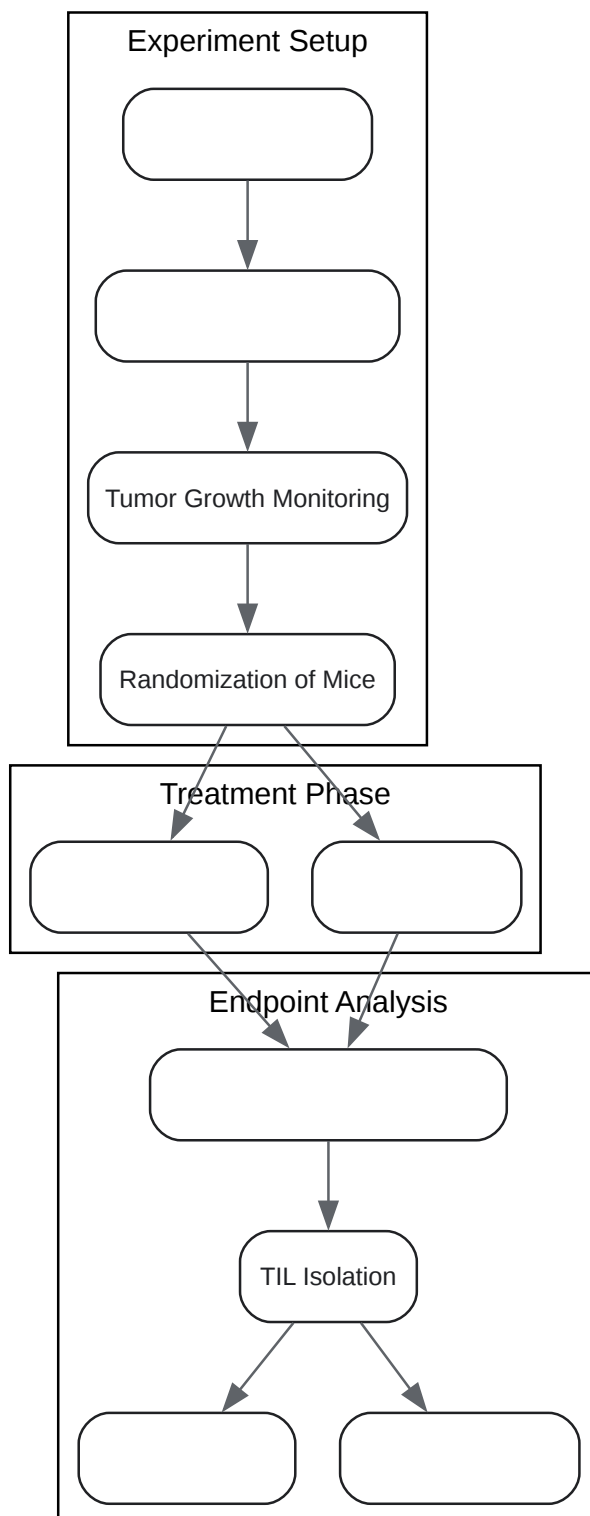 Experiment Setup
Tumor Growth Monitoring
Randomization of Mice
Treatment Phase
Endpoint Analysis
TIL Isolation